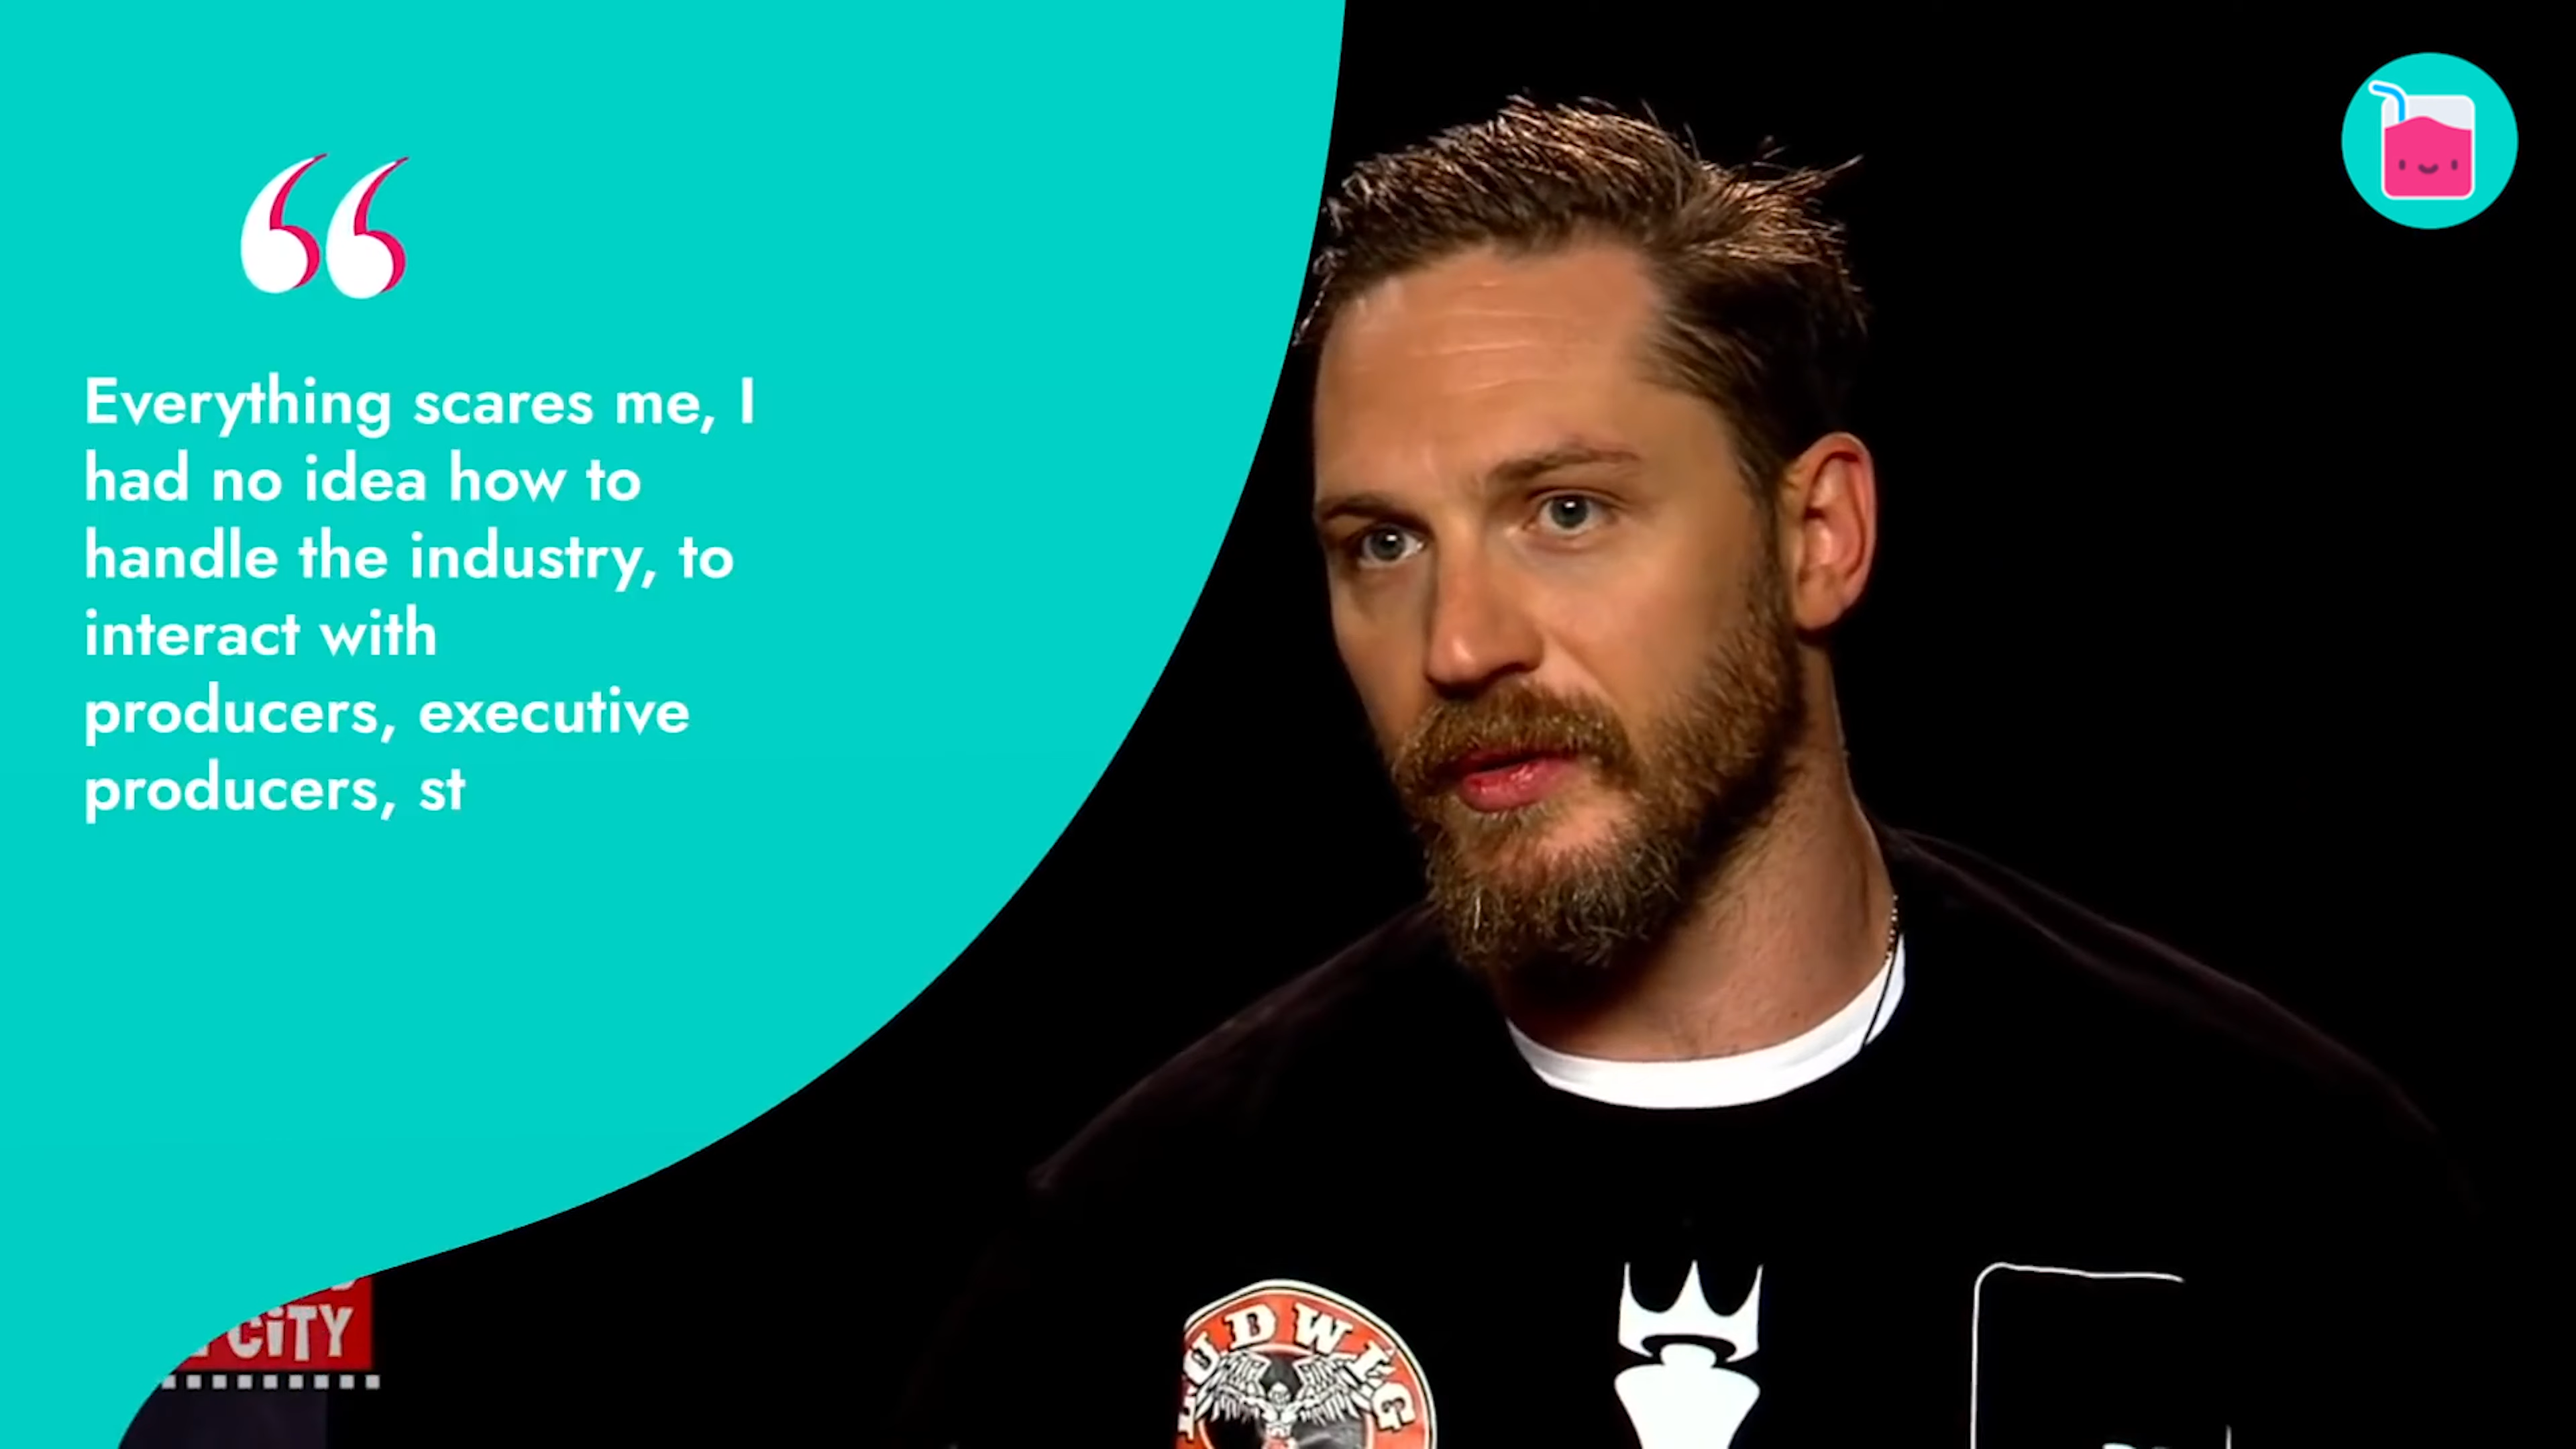 Everything scares me, I
had no idea how to
handle the industry, to
interact with
producers, executive
producers, st
CiTY
LUDWIG